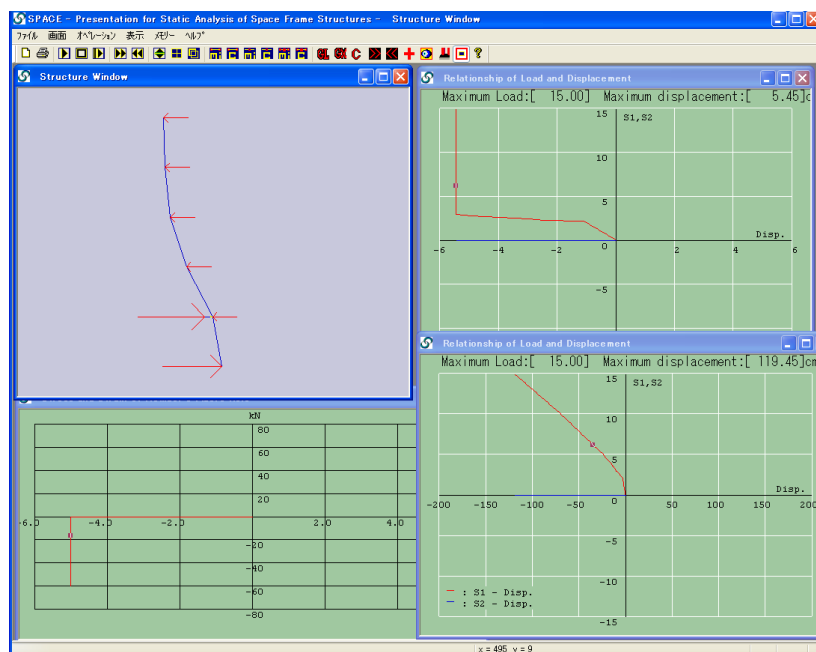 SPACE - Presentation for Static Analysis of Space Frame Structures - Structure Window
ファイル 画面 オペレーション 表示 メモリー ヘルプ
Structure Window
Relationship of Load and Displacement
Maximum Load:[ 15.00] Maximum displacement:[ 5.45]c
15 S1,S2
10
5
Disp.
-6 -4 -2 0 2 4 6
-5
Relationship of Load and Displacement
Maximum Load:[ 15.00] Maximum displacement:[ 119.45]cm
15 S1,S2
10
5
Disp.
-200 -150 -100 -50 0 50 100 150 200
-5
-10
: S1 - Disp.
: S2 - Disp.
-15
kN
80
60
40
20
-6.0 -4.0 -2.0 2.0 4.0
-20
-40
-60
-80
x = 495 y = 9